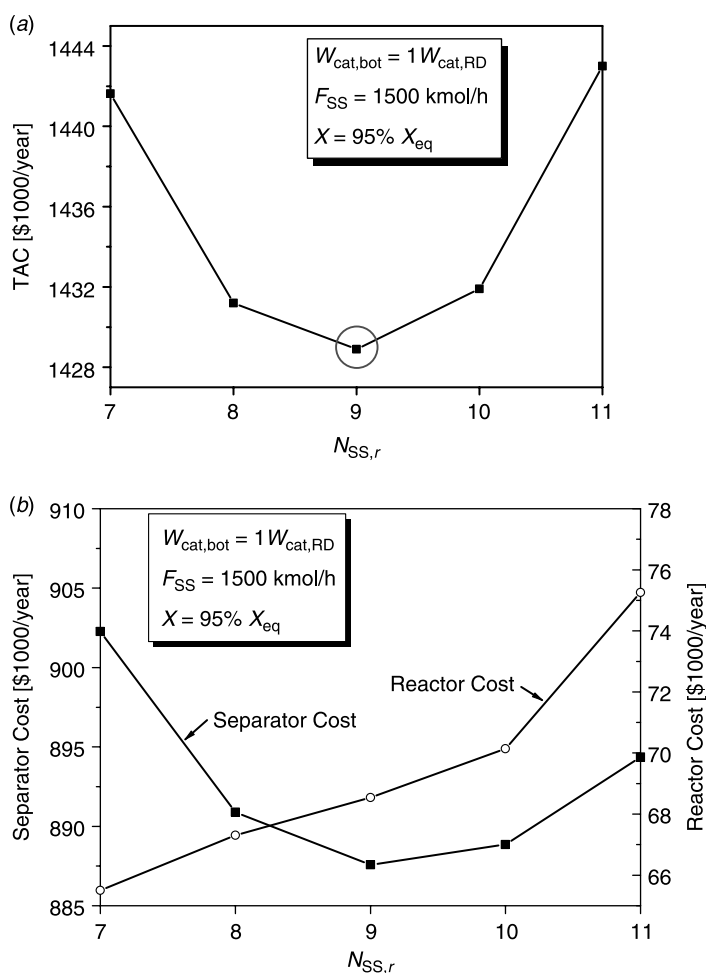 (a)
1444
1440
1436
1432
1428
TAC [$1000/year]
W_cat,bot = 1W_cat,RD
F_SS = 1500 kmol/h
X = 95% X_eq
7 8 9 10 11
N_SS,r
(b)
910
905
900
895
890
885
Separator Cost [$1000/year]
W_cat,bot = 1W_cat,RD
F_SS = 1500 kmol/h
X = 95% X_eq
Separator Cost
Reactor Cost
78
76
74
72
70
68
66
Reactor Cost [$1000/year]
7 8 9 10 11
N_SS,r